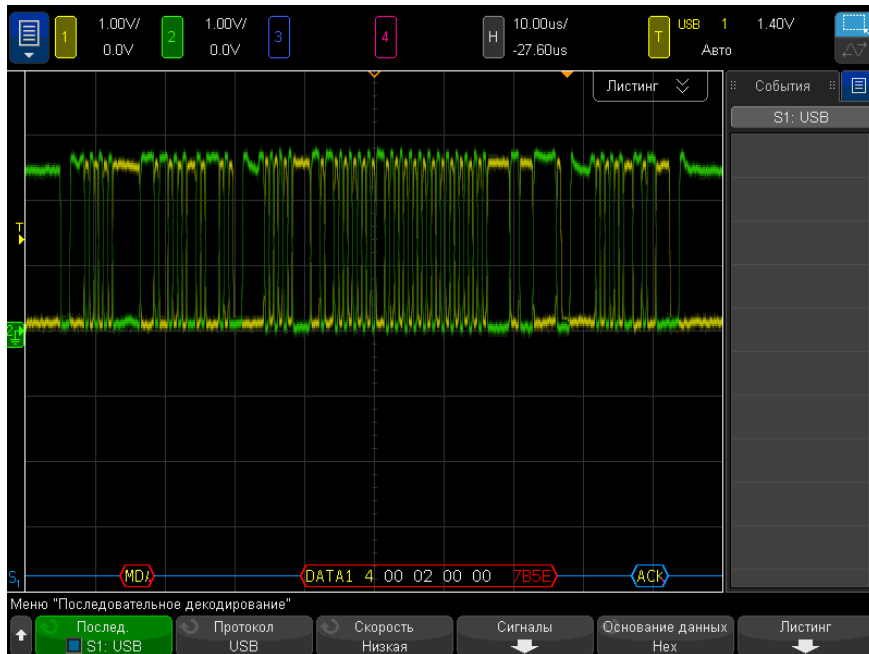 1 1.00V/ 2 1.00V/ 3 4 H 10.00us/ T USB 1 1.40V
0.0V 0.0V -27.60us Авто
Листинг
События
S1: USB
T
2
S1 DATA1 4 00 02 00 00 7B5E ACK
Меню "Последовательное декодирование"
Послед. Протокол Скорость Сигналы Основание данных Листинг
S1: USB USB Низкая Hex